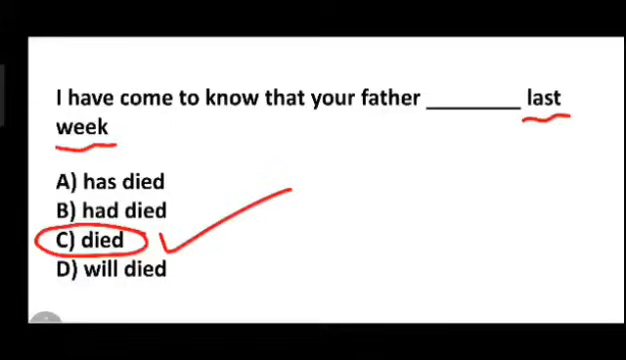 I have come to know that your father ________ last
week
A) has died
B) had died
C) died
D) will died